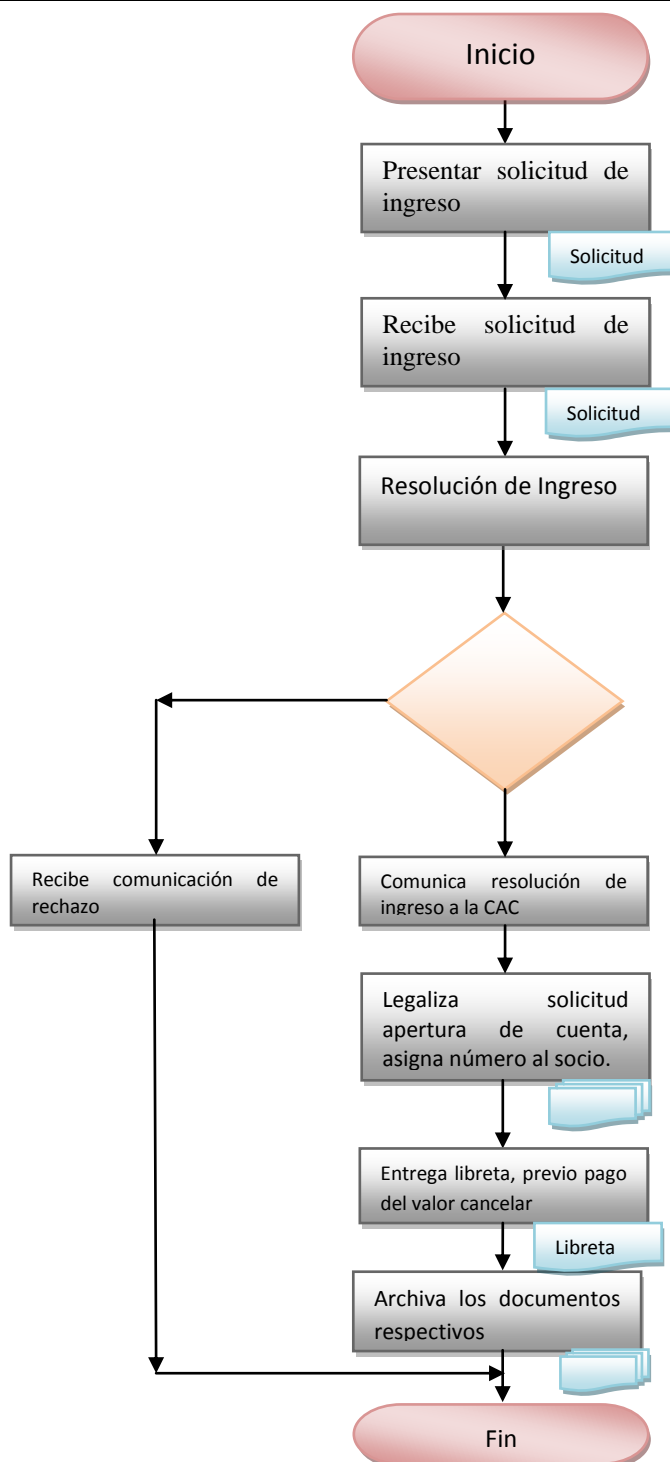 Inicio
Presentar solicitud de
ingreso
Solicitud
Recibe solicitud de
ingreso
Solicitud
Resolución de Ingreso
Recibe comunicación de
rechazo
Comunica resolución de
ingreso a la CAC
Legaliza solicitud
apertura de cuenta,
asigna número al socio.
Entrega libreta, previo pago
del valor cancelar
Libreta
Archiva los documentos
respectivos
Fin